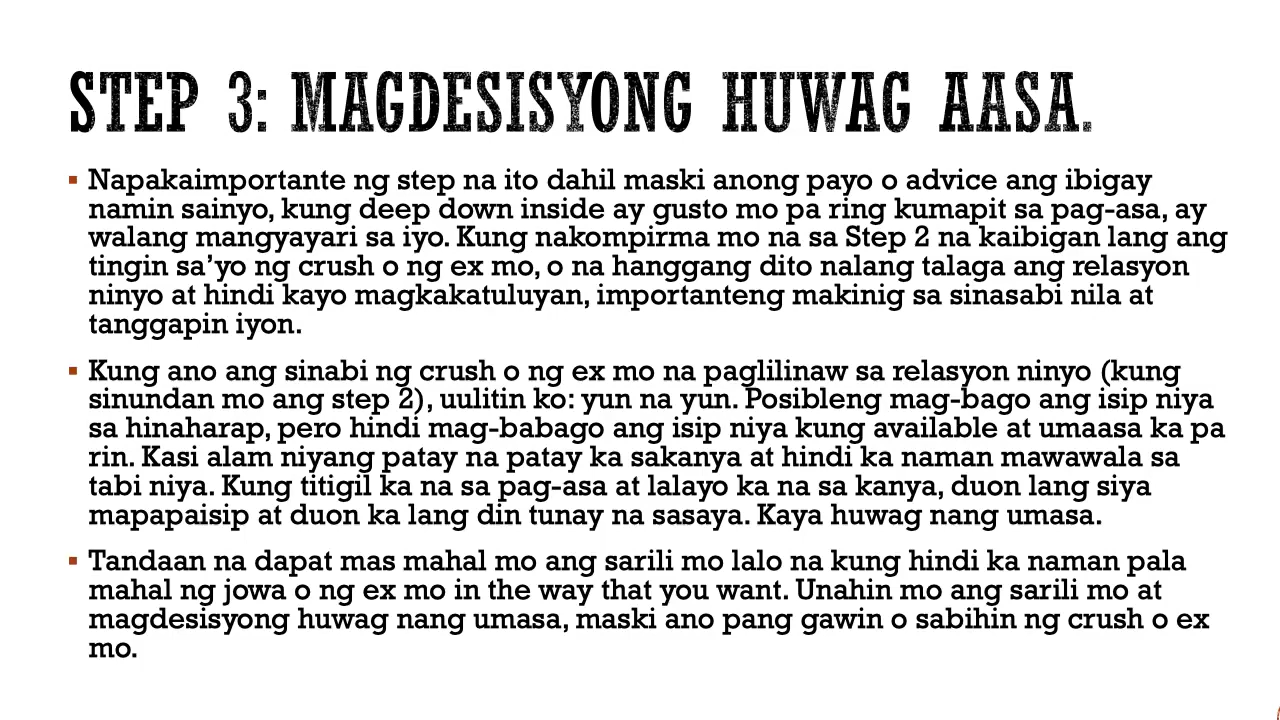 STEP 3: MAGDESISYONG HUWAG AASA.
▪ Napakaimportante ng step na ito dahil maski anong payo o advice ang ibigay
namin sainyo, kung deep down inside ay gusto mo pa ring kumapit sa pag-asa, ay
walang mangyayari sa iyo. Kung nakompirma mo na sa Step 2 na kaibigan lang ang
tingin sa’yo ng crush o ng ex mo, o na hanggang dito nalang talaga ang relasyon
ninyo at hindi kayo magkakatuluyan, importanteng makinig sa sinasabi nila at
tanggapin iyon.
▪ Kung ano ang sinabi ng crush o ng ex mo na paglilinaw sa relasyon ninyo (kung
sinundan mo ang step 2), uulitin ko: yun na yun. Posibleng mag-bago ang isip niya
sa hinaharap, pero hindi mag-babago ang isip niya kung available at umaasa ka pa
rin. Kasi alam niyang patay na patay ka sakanya at hindi ka naman mawawala sa
tabi niya. Kung titigil ka na sa pag-asa at lalayo ka na sa kanya, duon lang siya
mapapaisip at duon ka lang din tunay na sasaya. Kaya huwag nang umasa.
▪ Tandaan na dapat mas mahal mo ang sarili mo lalo na kung hindi ka naman pala
mahal ng jowa o ng ex mo in the way that you want. Unahin mo ang sarili mo at
magdesisyong huwag nang umasa, maski ano pang gawin o sabihin ng crush o ex
mo.